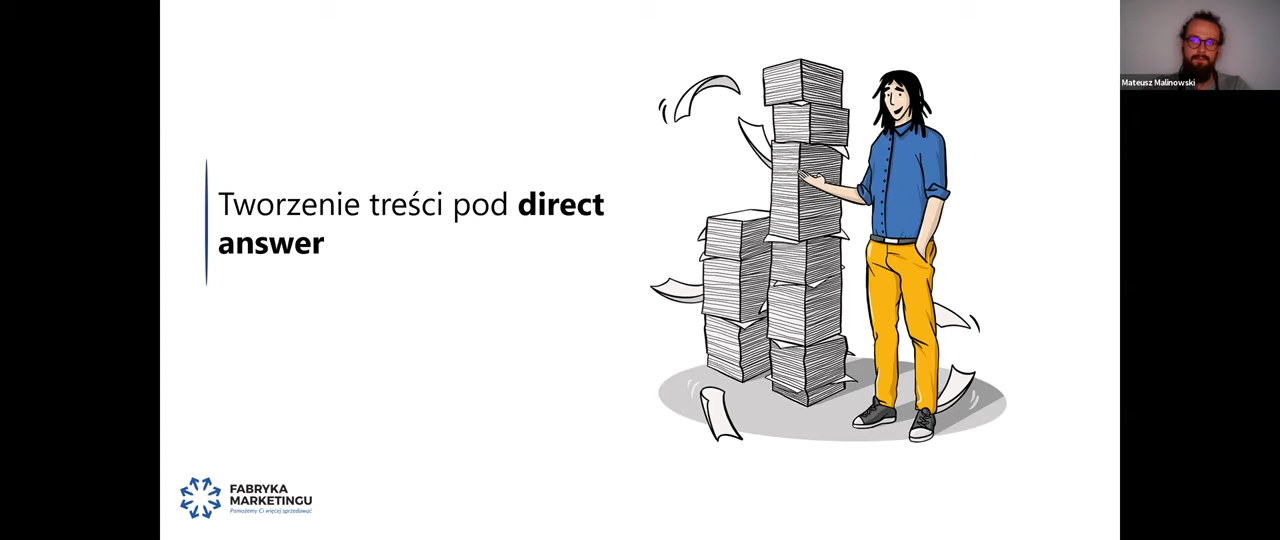 Tworzenie treści pod direct
answer
FABRYKA
MARKETINGU
Pomożemy Ci więcej sprzedawać
Mateusz Malinowski